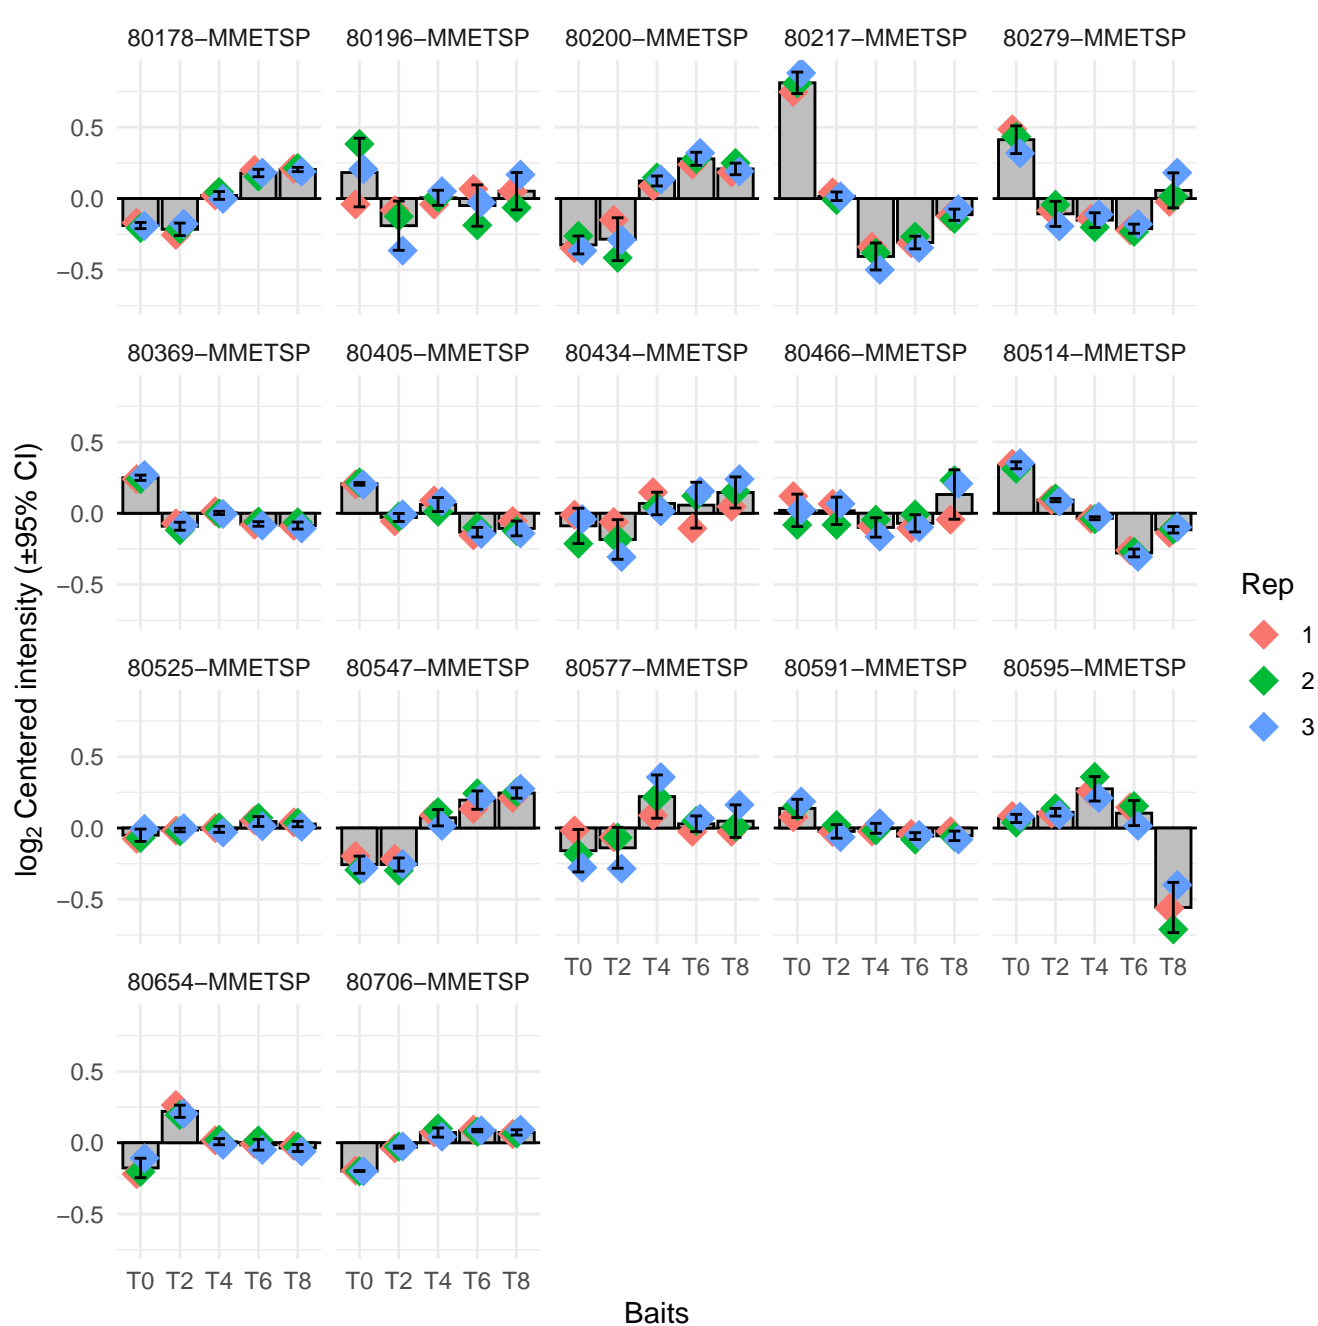 80178−MMETSP 80196−MMETSP 80200−MMETSP 80217−MMETSP 80279−MMETSP
0.5
0.0
−0.5
80369−MMETSP 80405−MMETSP 80434−MMETSP 80466−MMETSP 80514−MMETSP
0.5
0.0
−0.5
80525−MMETSP 80547−MMETSP 80577−MMETSP 80591−MMETSP 80595−MMETSP
0.5
0.0
−0.5
T0 T2 T4 T6 T8 T0 T2 T4 T6 T8 T0 T2 T4 T6 T8
80654−MMETSP 80706−MMETSP
0.5
0.0
−0.5
T0 T2 T4 T6 T8 T0 T2 T4 T6 T8
Baits
log₂ Centered intensity (±95% CI)
Rep
1
2
3